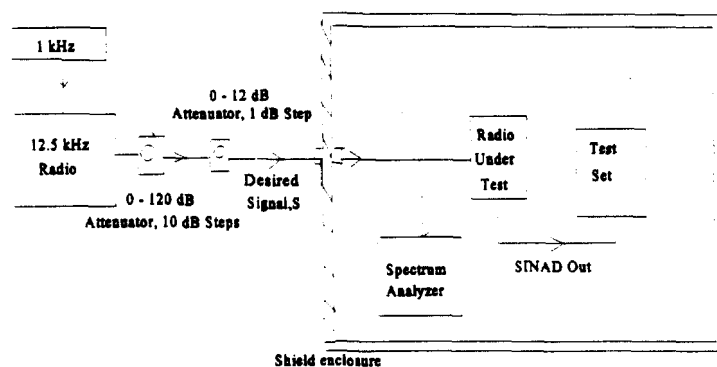 1 kHz
0 - 12 dB
Attenuator, 1 dB Step
12.5 kHz
Radio
Radio
Under
Test
Test
Set
Desired
Signal,S
0 - 120 dB
Attenuator, 10 dB Steps
Spectrum
Analyzer
SINAD Out
Shield enclosure